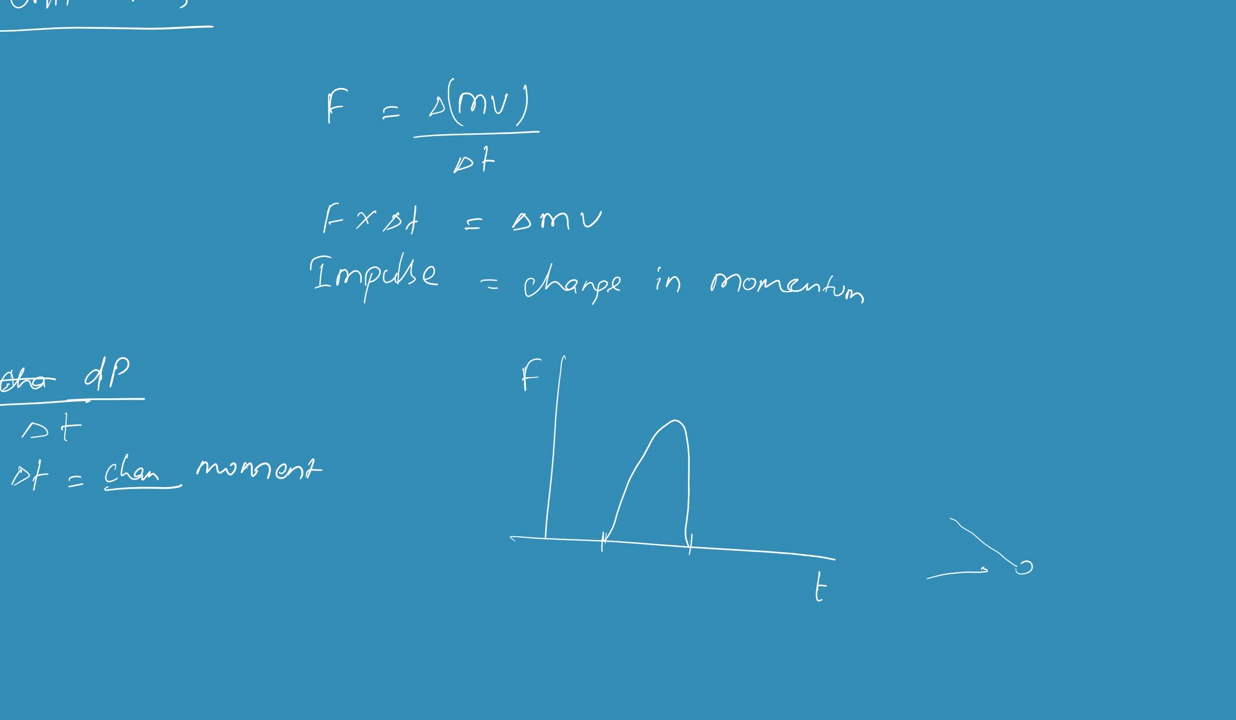 F = Δ(mv)
Δt
F × Δt = Δmv
Impulse = change in momentum
dP
Δt
Δt = chan moment
F
t